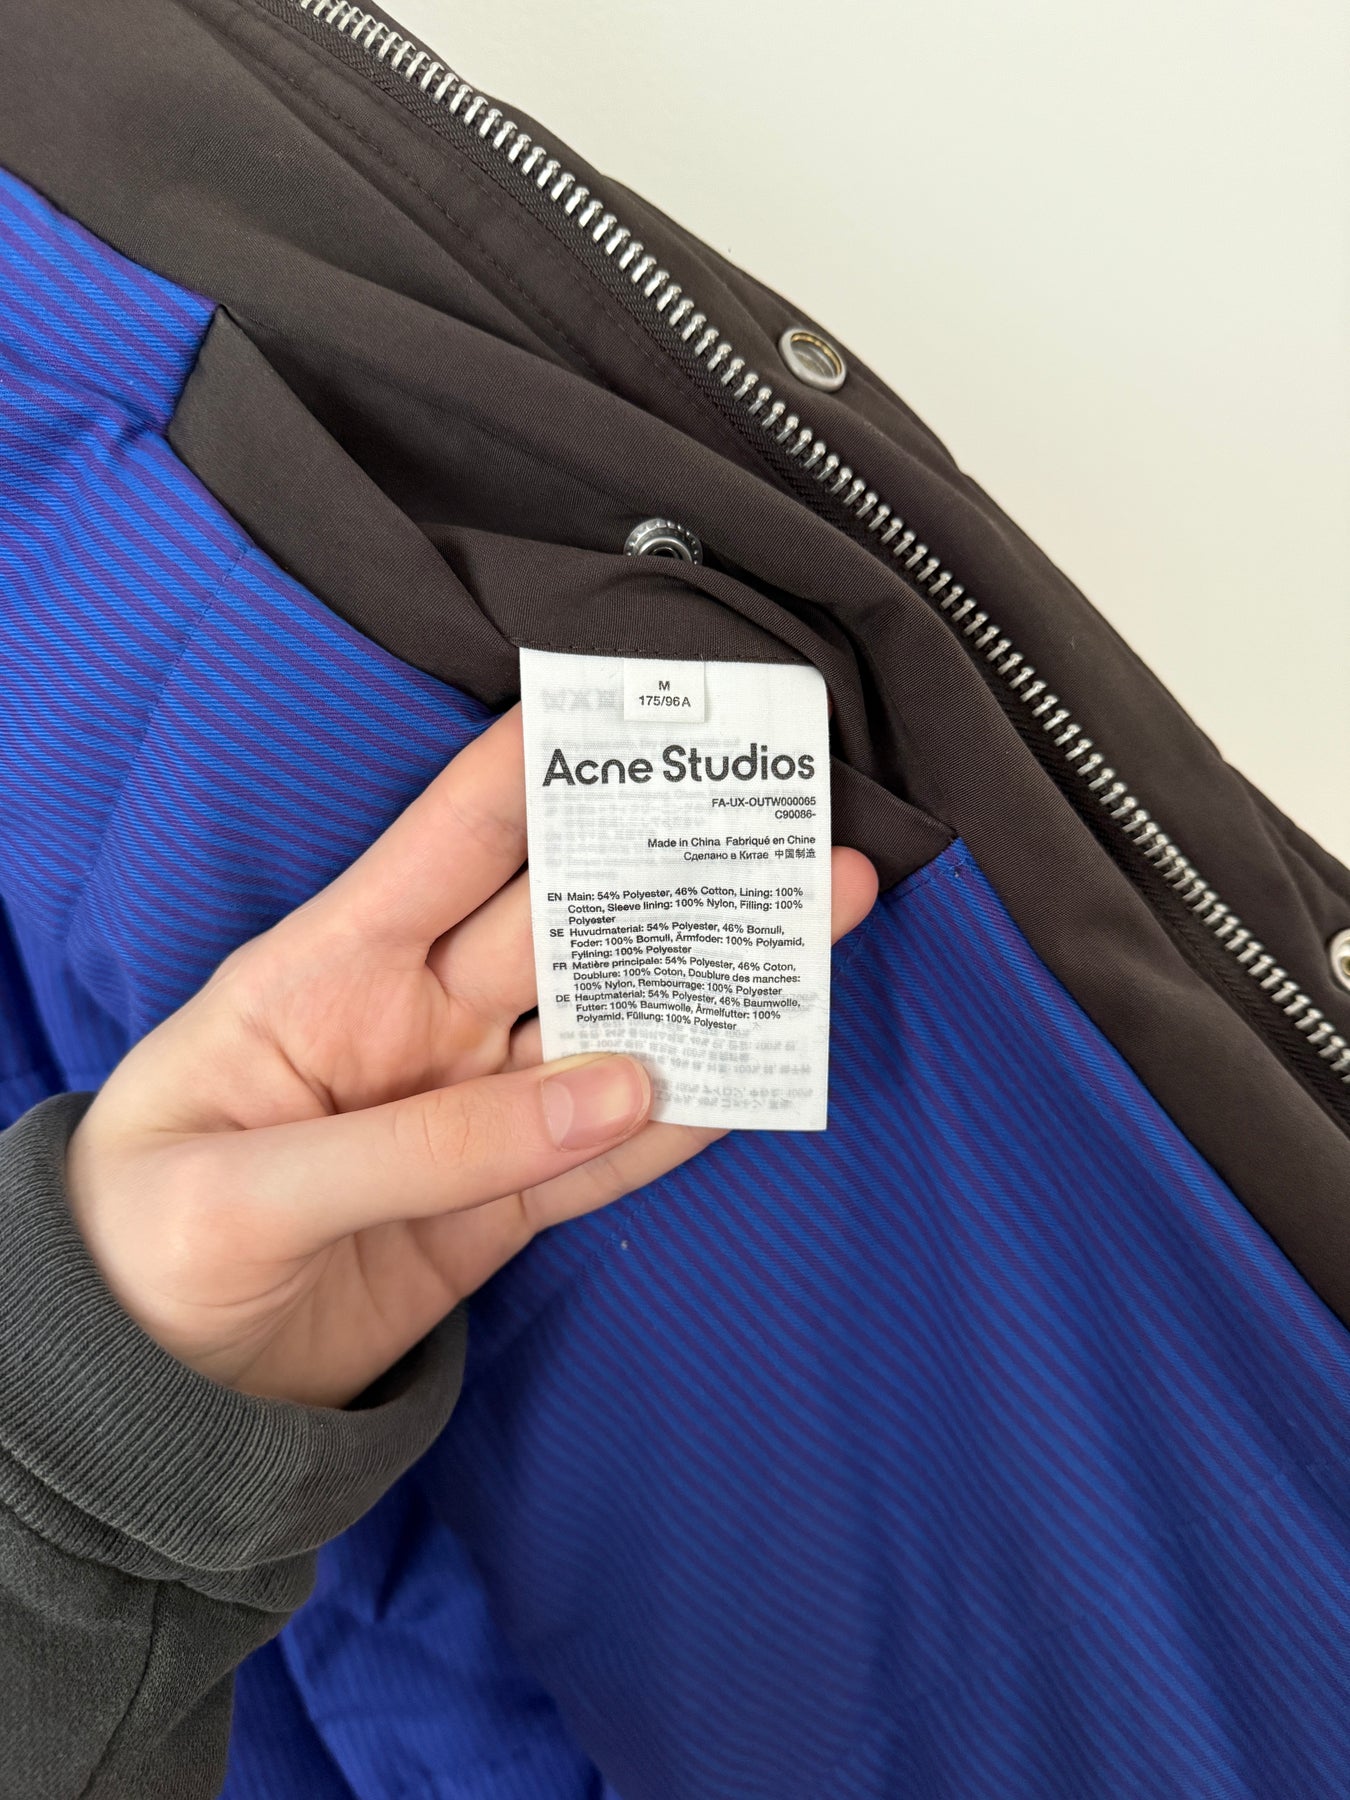 M
175/96A
Acne Studios
FA-UX-OUTW000065
C90086-
Made in China Fabriqué en Chine
Сделано в Китае 中国制造
EN Main: 54% Polyester, 46% Cotton, Lining: 100%
Cotton, Sleeve lining: 100% Nylon, Filling: 100%
Polyester
SE Huvudmaterial: 54% Polyester, 46% Bomull,
Foder: 100% Bomull, Ärmfoder: 100% Polyamid,
Fyllning: 100% Polyester
FR Matière principale: 54% Polyester, 46% Coton,
Doublure: 100% Coton, Doublure des manches:
100% Nylon, Rembourrage: 100% Polyester
DE Hauptmaterial: 54% Polyester, 46% Baumwolle,
Futter: 100% Baumwolle, Ärmelfutter: 100%
Polyamid, Füllung: 100% Polyester